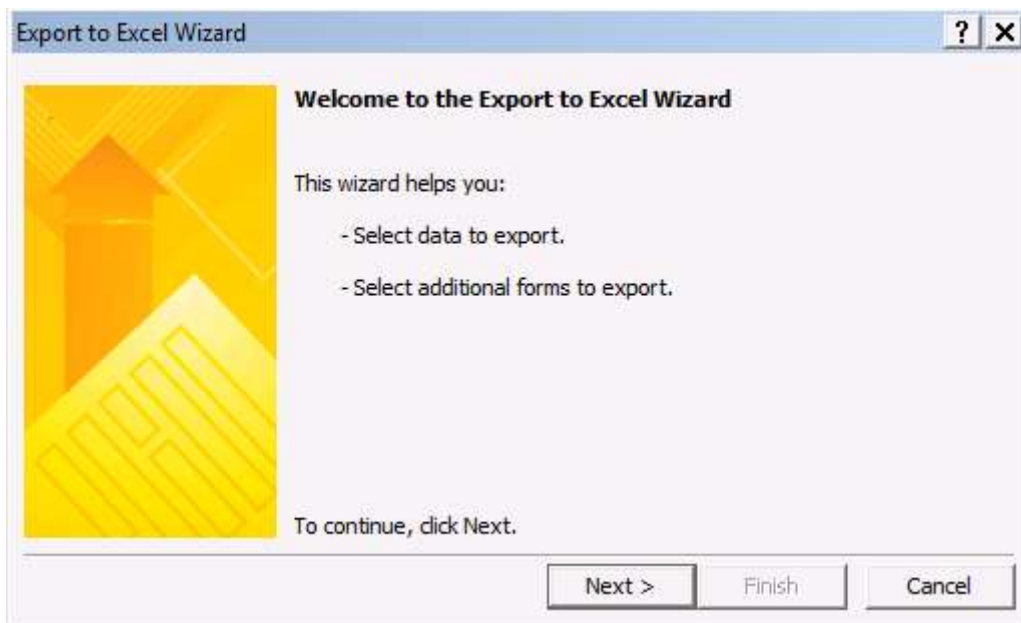 Export to Excel Wizard
?
Welcome to the Export to Excel Wizard
This wizard helps you:
- Select data to export.
- Select additional forms to export.
To continue, click Next.
Next >
Finish
Cancel